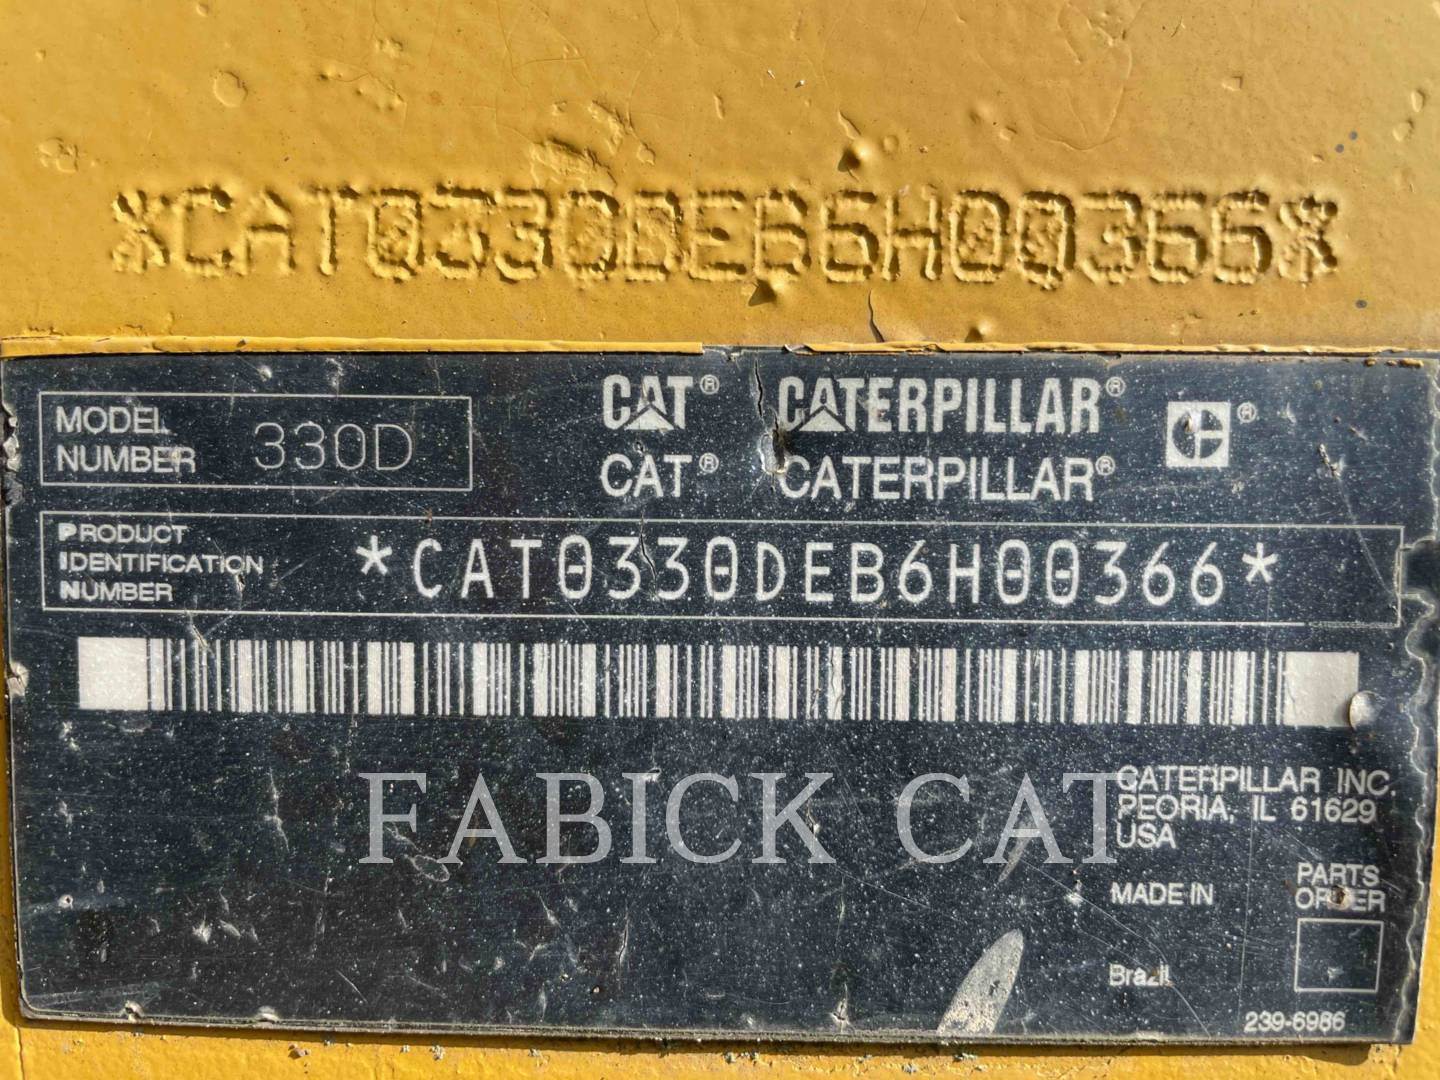 *CAT0330DEB6H00366*
MODEL NUMBER 330D
CAT® CATERPILLAR®
CAT® CATERPILLAR®
C ®
PRODUCT IDENTIFICATION NUMBER *CAT0330DEB6H00366*
FABICK CAT
CATERPILLAR INC.
PEORIA, IL 61629
USA
MADE IN
Brazil
PARTS
ORDER
239-6986